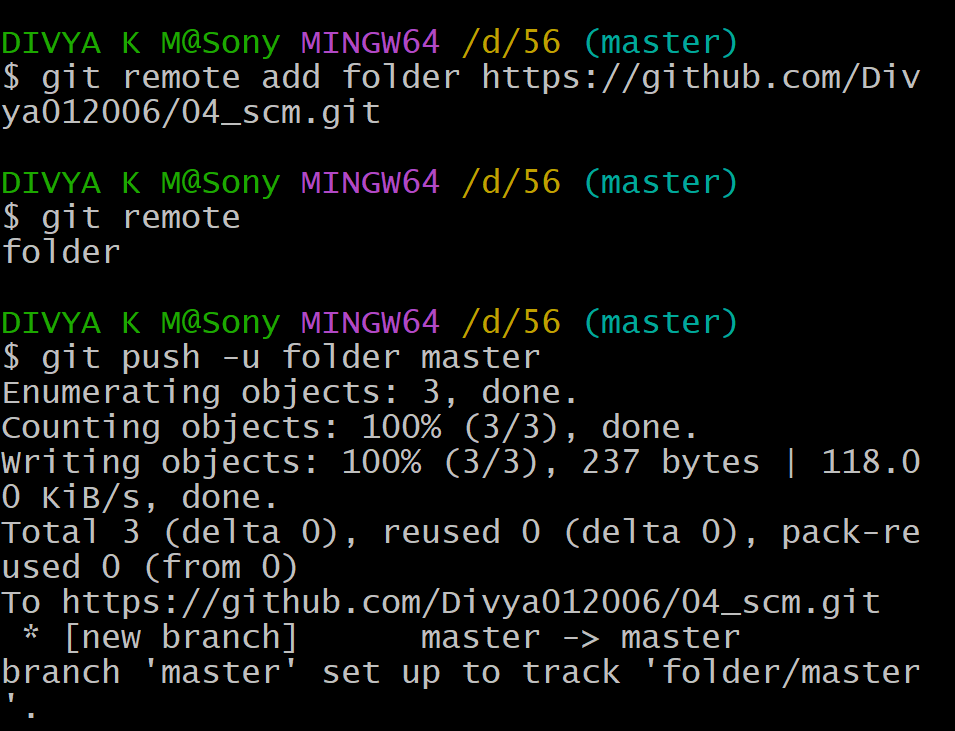 DIVYA K M@Sony MINGW64 /d/56 (master)
$ git remote add folder https://github.com/Div
ya012006/04_scm.git
DIVYA K M@Sony MINGW64 /d/56 (master)
$ git remote
folder
DIVYA K M@Sony MINGW64 /d/56 (master)
$ git push -u folder master
Enumerating objects: 3, done.
Counting objects: 100% (3/3), done.
Writing objects: 100% (3/3), 237 bytes | 118.0
0 KiB/s, done.
Total 3 (delta 0), reused 0 (delta 0), pack-re
used 0 (from 0)
To https://github.com/Divya012006/04_scm.git
 * [new branch]      master -> master
branch 'master' set up to track 'folder/master
'.